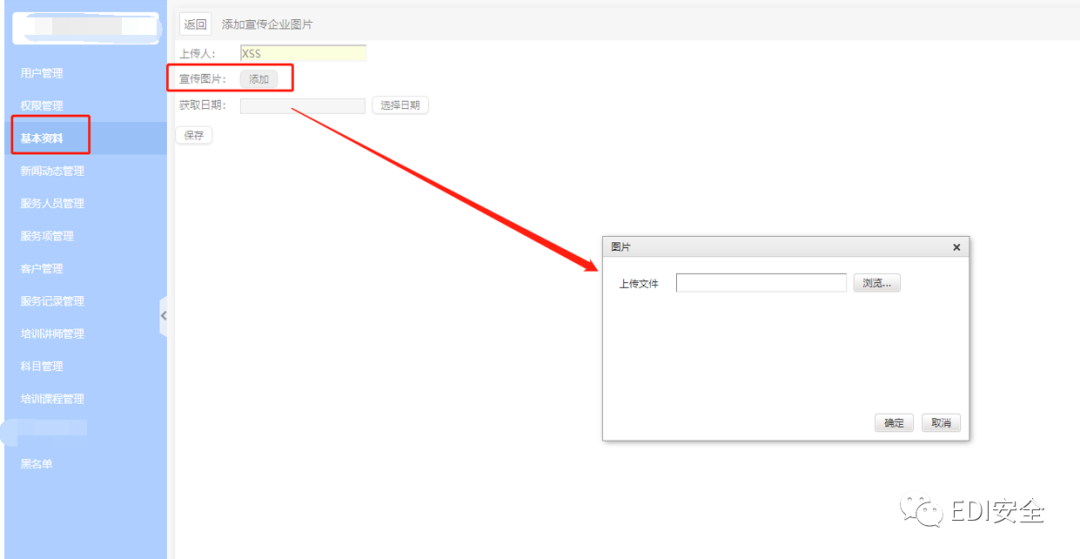 返回 添加宣传企业图片
上传人： XSS
宣传图片： 添加
获取日期： 选择日期
保存
用户管理
权限管理
基本资料
新闻动态管理
服务人员管理
服务项管理
客户管理
服务记录管理
培训讲师管理
科目管理
培训课程管理
黑名单
图片
上传文件 浏览...
确定 取消
EDI安全